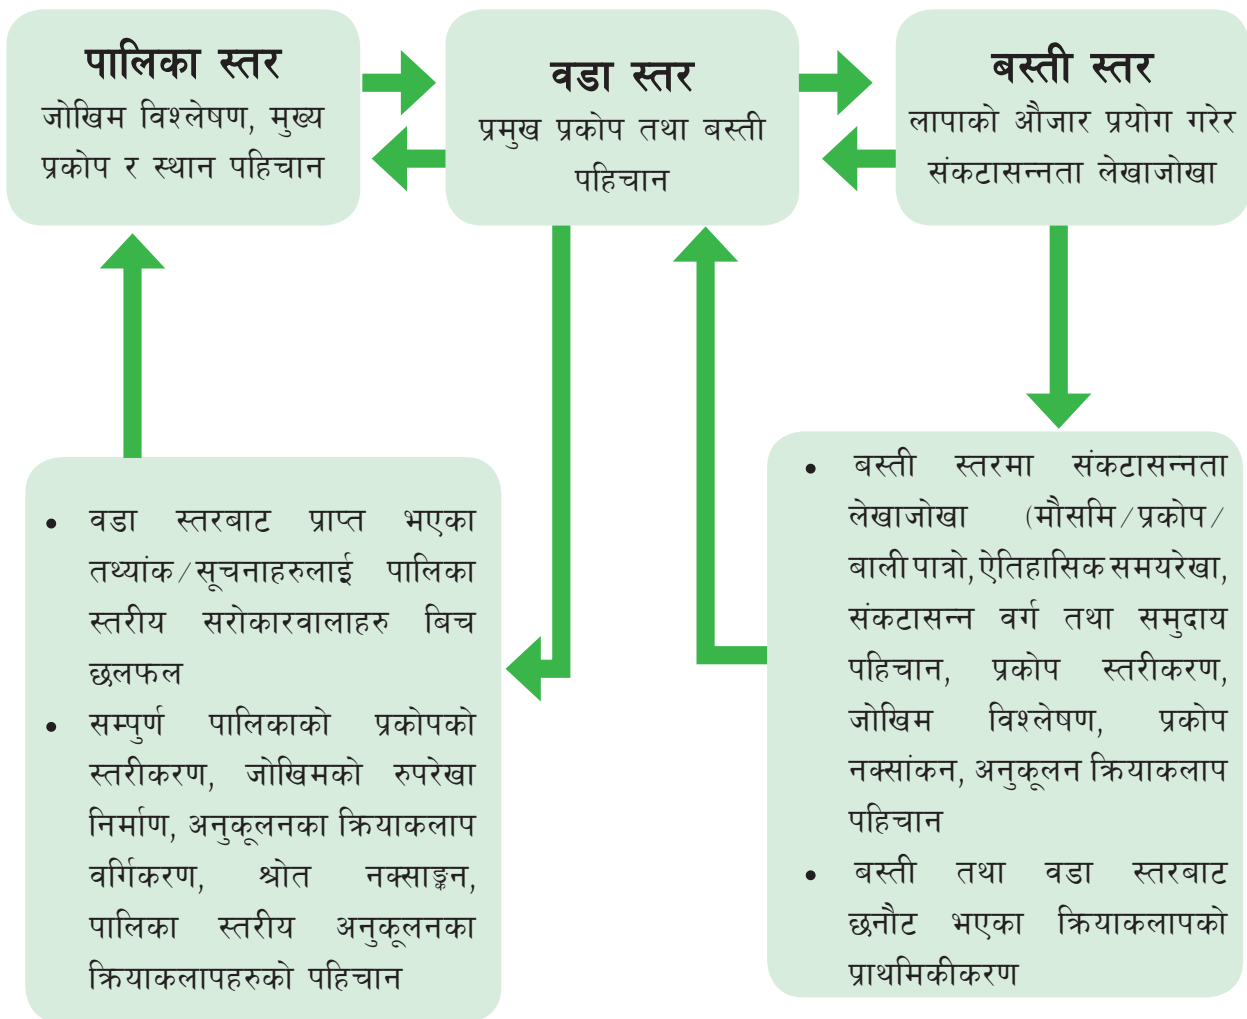 पालिका स्तर
जोखिम विश्लेषण, मुख्य
प्रकोप र स्थान पहिचान
वडा स्तर
प्रमुख प्रकोप तथा बस्ती
पहिचान
बस्ती स्तर
लापाको औजार प्रयोग गरेर
संकटासन्नता लेखाजोखा
• वडा स्तरबाट प्राप्त भएका
तथ्यांक/सूचनाहरुलाई पालिका
स्तरीय सरोकारवालाहरु बिच
छलफल
• सम्पुर्ण पालिकाको प्रकोपको
स्तरीकरण, जोखिमको रुपरेखा
निर्माण, अनुकूलनका क्रियाकलाप
वर्गिकरण, श्रोत नक्साङ्कन,
पालिका स्तरीय अनुकूलनका
क्रियाकलापहरुको पहिचान
• बस्ती स्तरमा संकटासन्नता
लेखाजोखा (मौसमि/प्रकोप/
बाली पात्रो, ऐतिहासिक समयरेखा,
संकटासन्न वर्ग तथा समुदाय
पहिचान, प्रकोप स्तरीकरण,
जोखिम विश्लेषण, प्रकोप
नक्सांकन, अनुकूलन क्रियाकलाप
पहिचान
• बस्ती तथा वडा स्तरबाट
छनौट भएका क्रियाकलापको
प्राथमिकीकरण